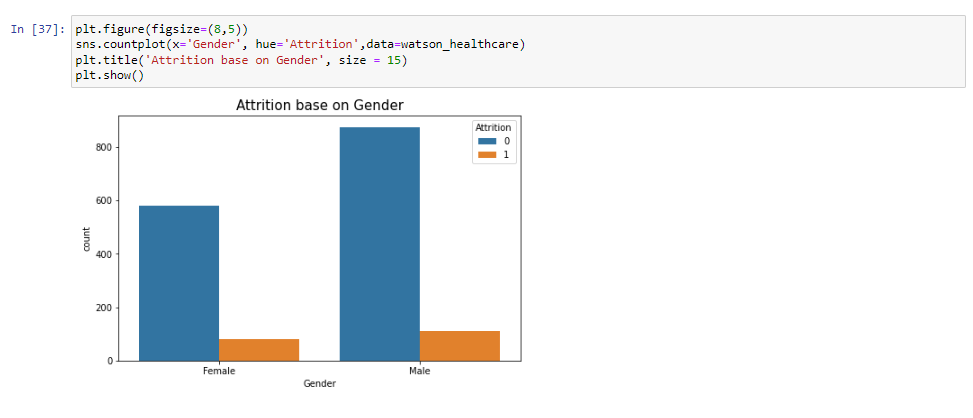 In [37]: plt.figure(figsize=(8,5))
sns.countplot(x='Gender', hue='Attrition',data=watson_healthcare)
plt.title('Attrition base on Gender', size = 15)
plt.show()
Attrition base on Gender
Attrition
0
1
800
600
400
200
0
count
Female
Male
Gender